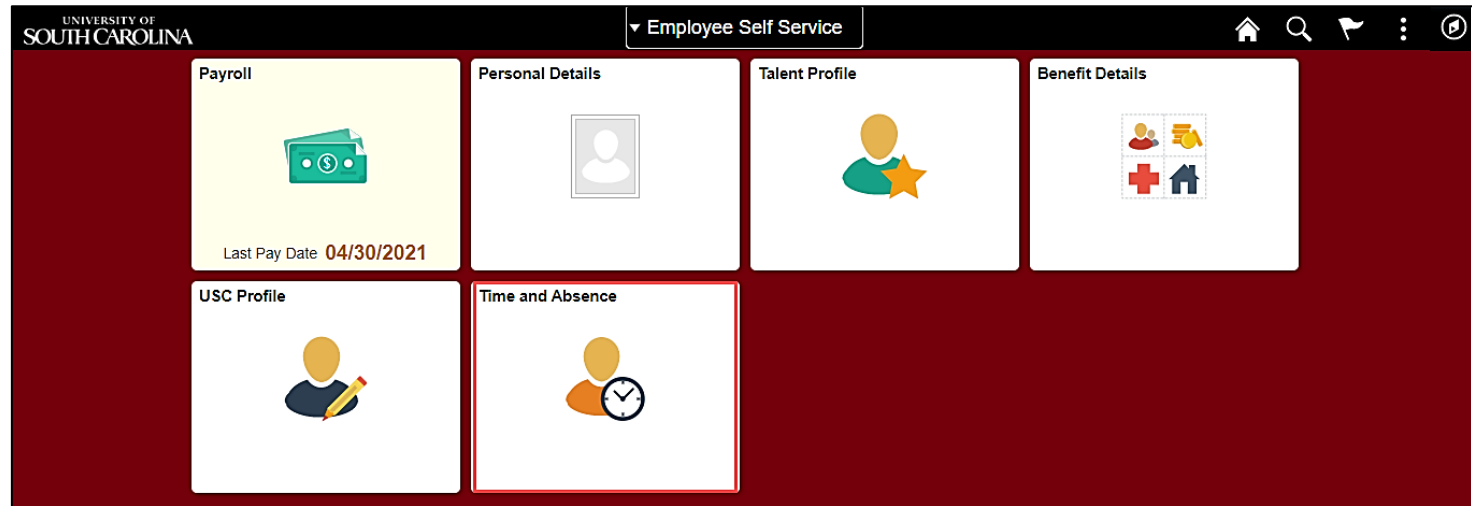 UNIVERSITY OF
SOUTH CAROLINA
Employee Self Service
Payroll
Personal Details
Talent Profile
Benefit Details
Last Pay Date 04/30/2021
USC Profile
Time and Absence